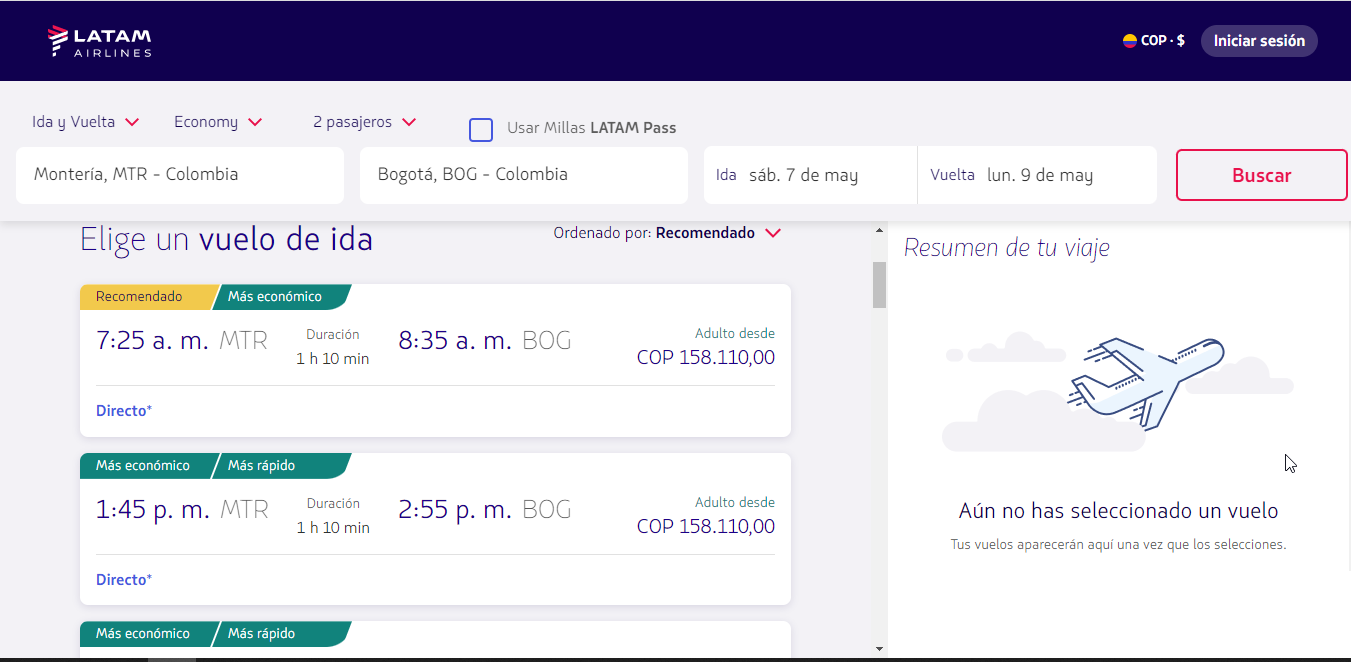 LATAM
AIRLINES
COP · $
Iniciar sesión
Ida y Vuelta
Economy
2 pasajeros
Usar Millas LATAM Pass
Montería, MTR - Colombia
Bogotá, BOG - Colombia
Ida sáb. 7 de may
Vuelta lun. 9 de may
Buscar
Elige un vuelo de ida
Ordenado por: Recomendado
Recomendado
Más económico
7:25 a. m. MTR
Duración
1 h 10 min
8:35 a. m. BOG
Adulto desde
COP 158.110,00
Directo*
Más económico
Más rápido
1:45 p. m. MTR
Duración
1 h 10 min
2:55 p. m. BOG
Adulto desde
COP 158.110,00
Directo*
Más económico
Más rápido
Resumen de tu viaje
Aún no has seleccionado un vuelo
Tus vuelos aparecerán aquí una vez que los selecciones.